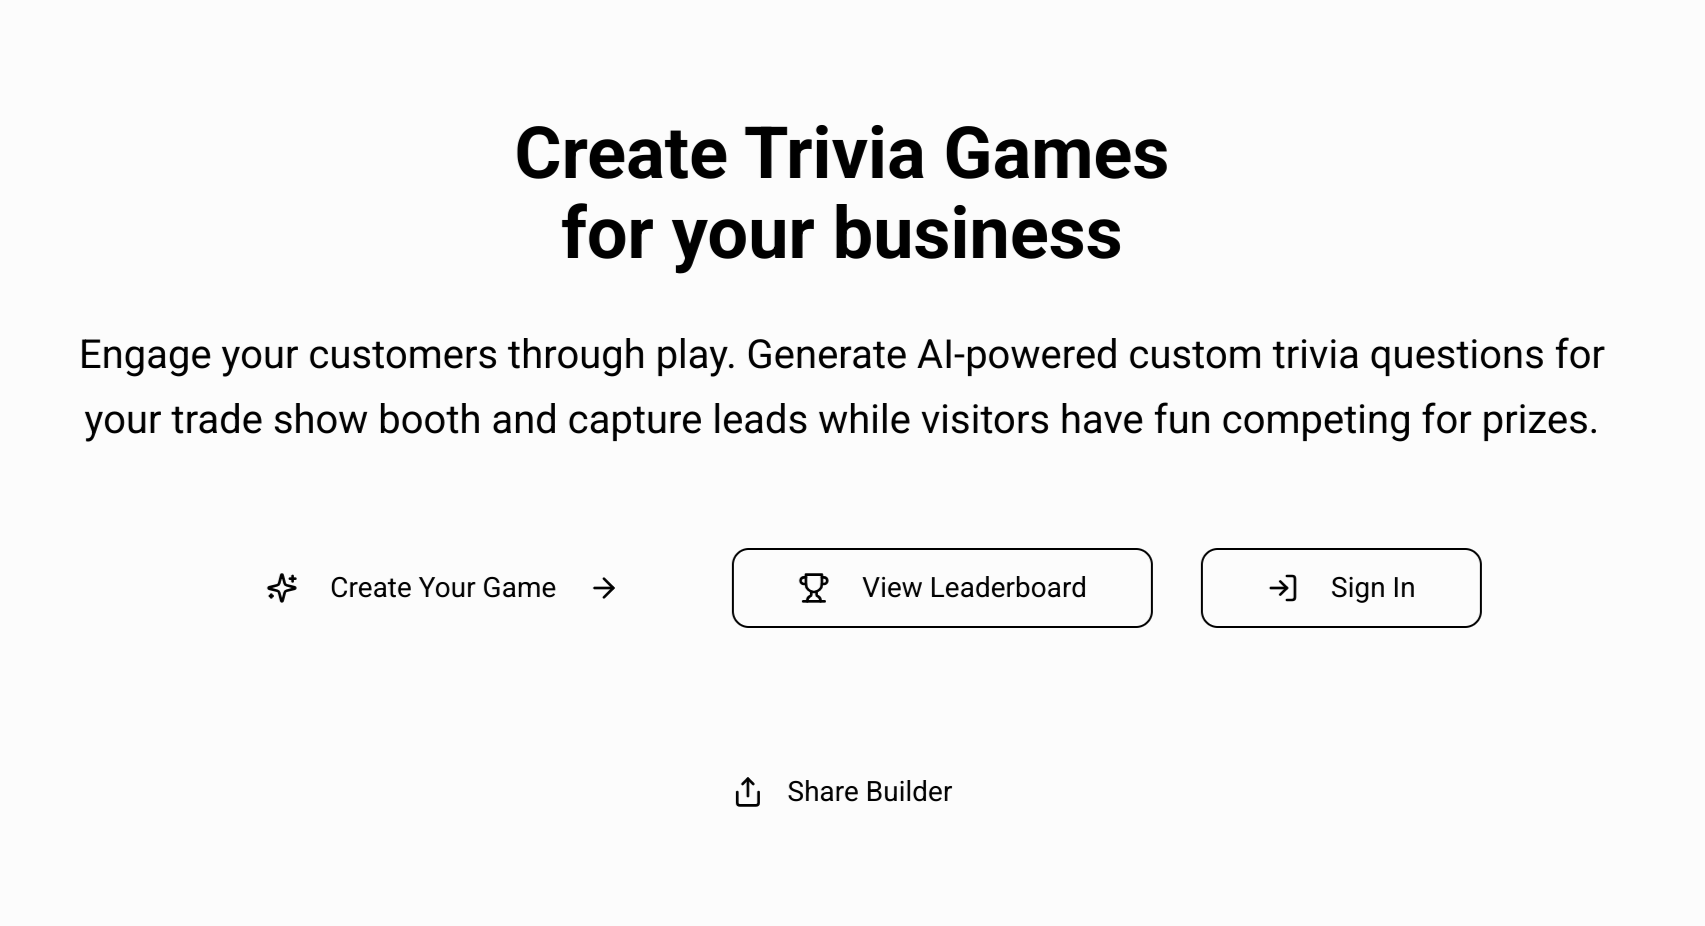 Create Trivia Games
for your business
Engage your customers through play. Generate AI-powered custom trivia questions for
your trade show booth and capture leads while visitors have fun competing for prizes.
Create Your Game
View Leaderboard
Sign In
Share Builder